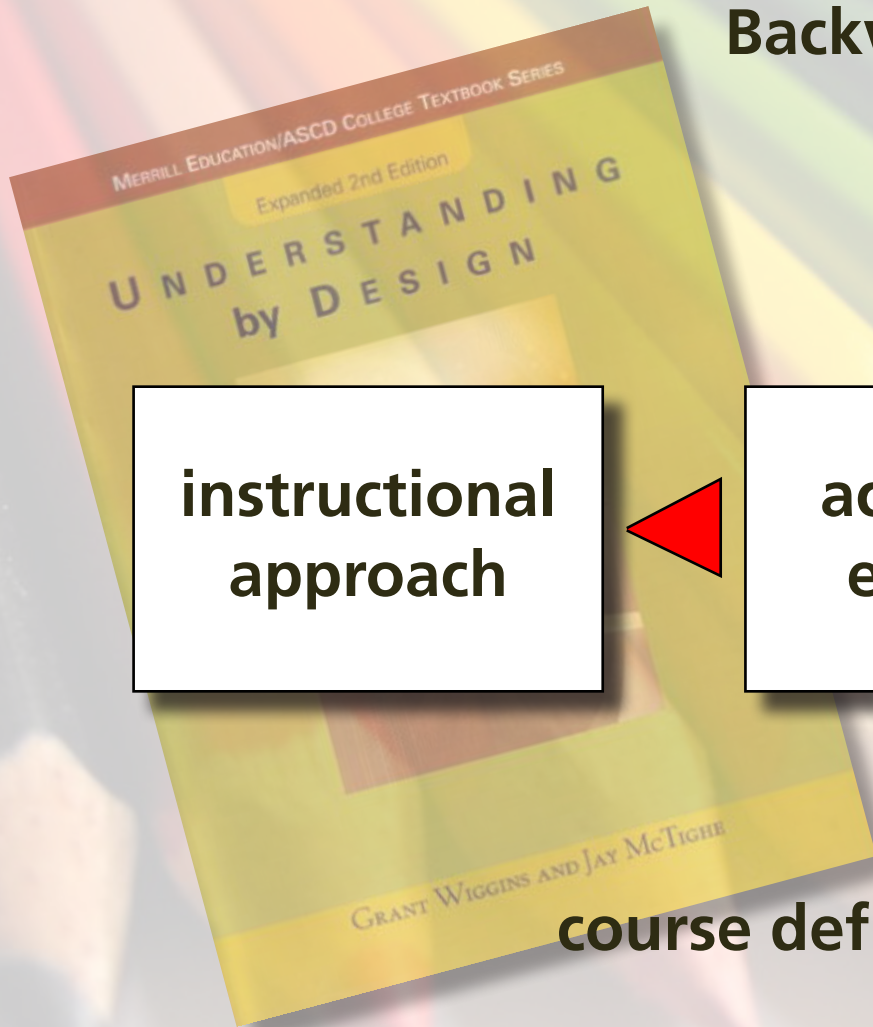 Backw
MERRILL EDUCATION/ASCD COLLEGE TEXTBOOK SERIES
Expanded 2nd Edition
UNDERSTANDING
by DESIGN
instructional
approach
GRANT WIGGINS AND JAY MCTIGHE
course def